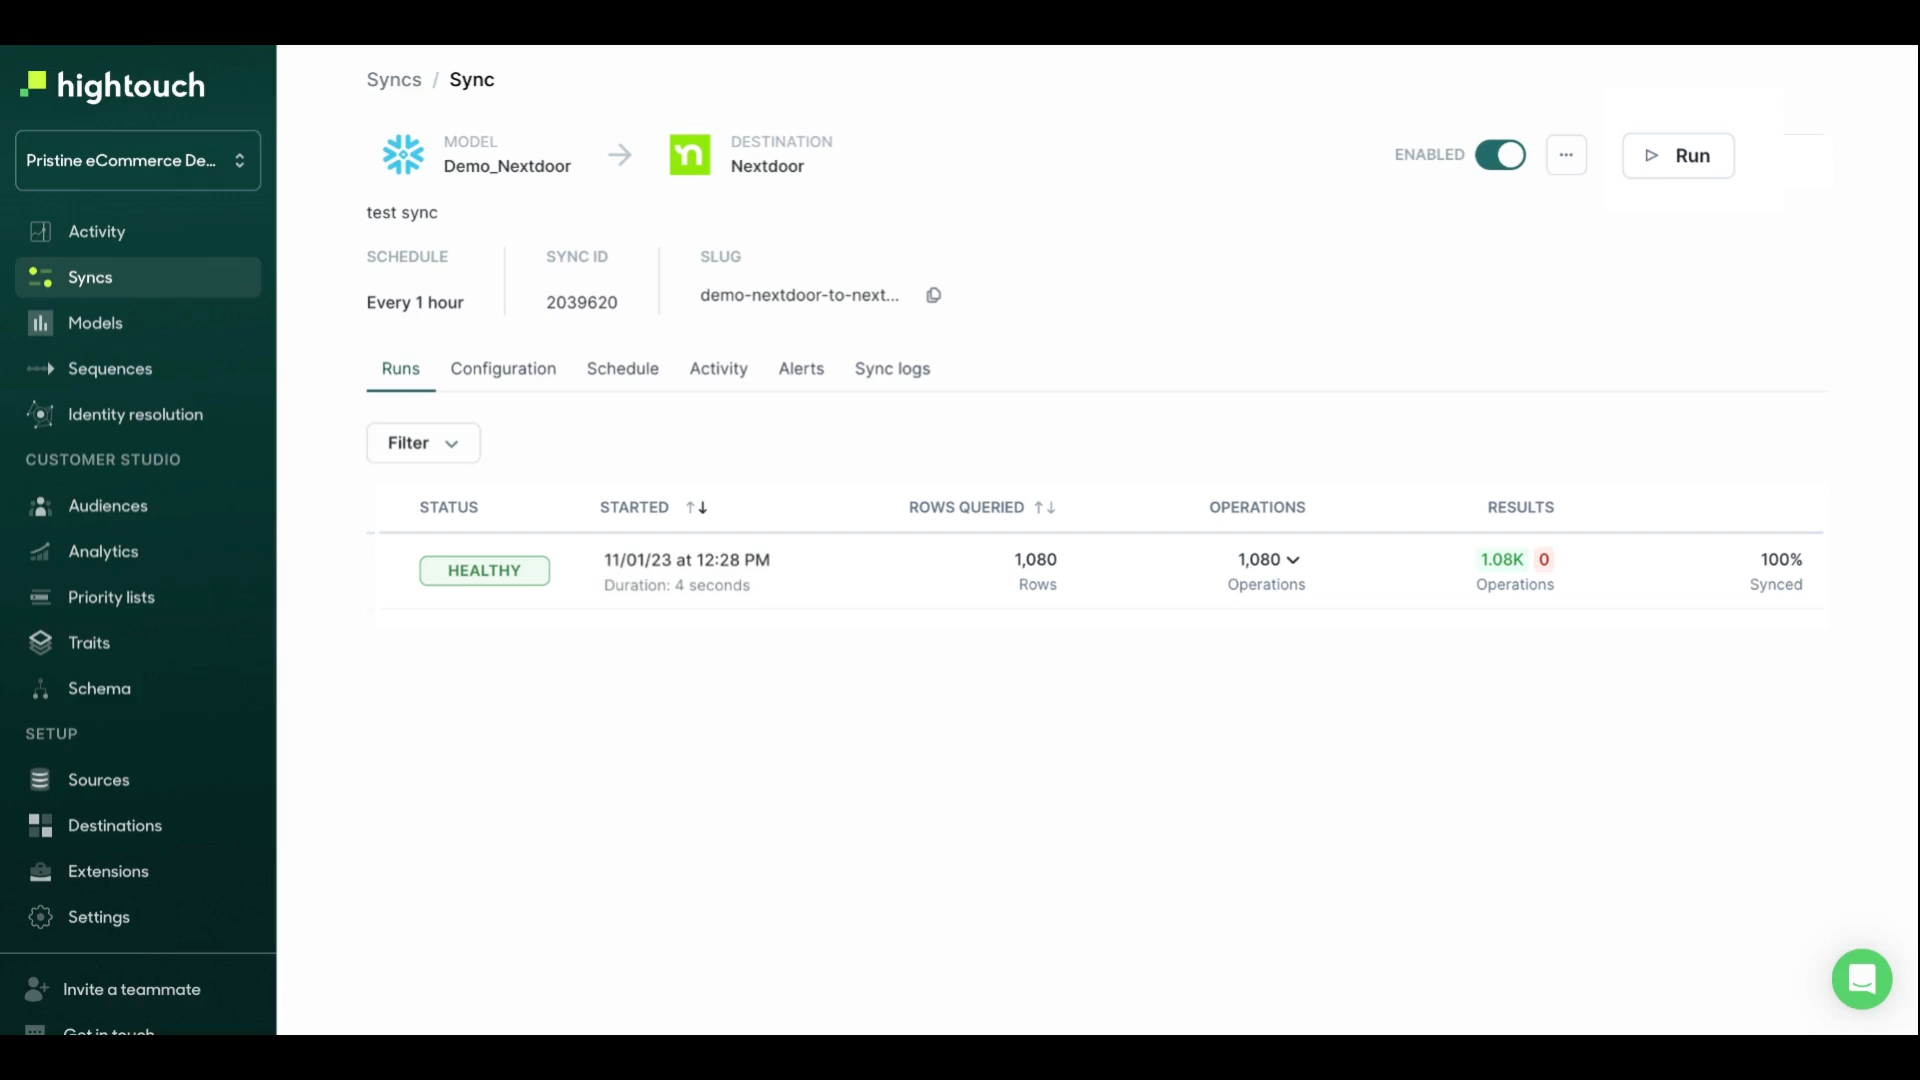 hightouch
Pristine eCommerce De...
Activity
Syncs
Models
Sequences
Identity resolution
CUSTOMER STUDIO
Audiences
Analytics
Priority lists
Traits
Schema
SETUP
Sources
Destinations
Extensions
Settings
Invite a teammate
Get in touch
Syncs / Sync
MODEL
Demo_Nextdoor
DESTINATION
Nextdoor
ENABLED
Run
test sync
SCHEDULE
Every 1 hour
SYNC ID
2039620
SLUG
demo-nextdoor-to-next...
Runs Configuration Schedule Activity Alerts Sync logs
Filter
STATUS STARTED ROWS QUERIED OPERATIONS RESULTS
HEALTHY 11/01/23 at 12:28 PM 1,080 1,080 1.08K 0 100%
Duration: 4 seconds Rows Operations Operations Synced